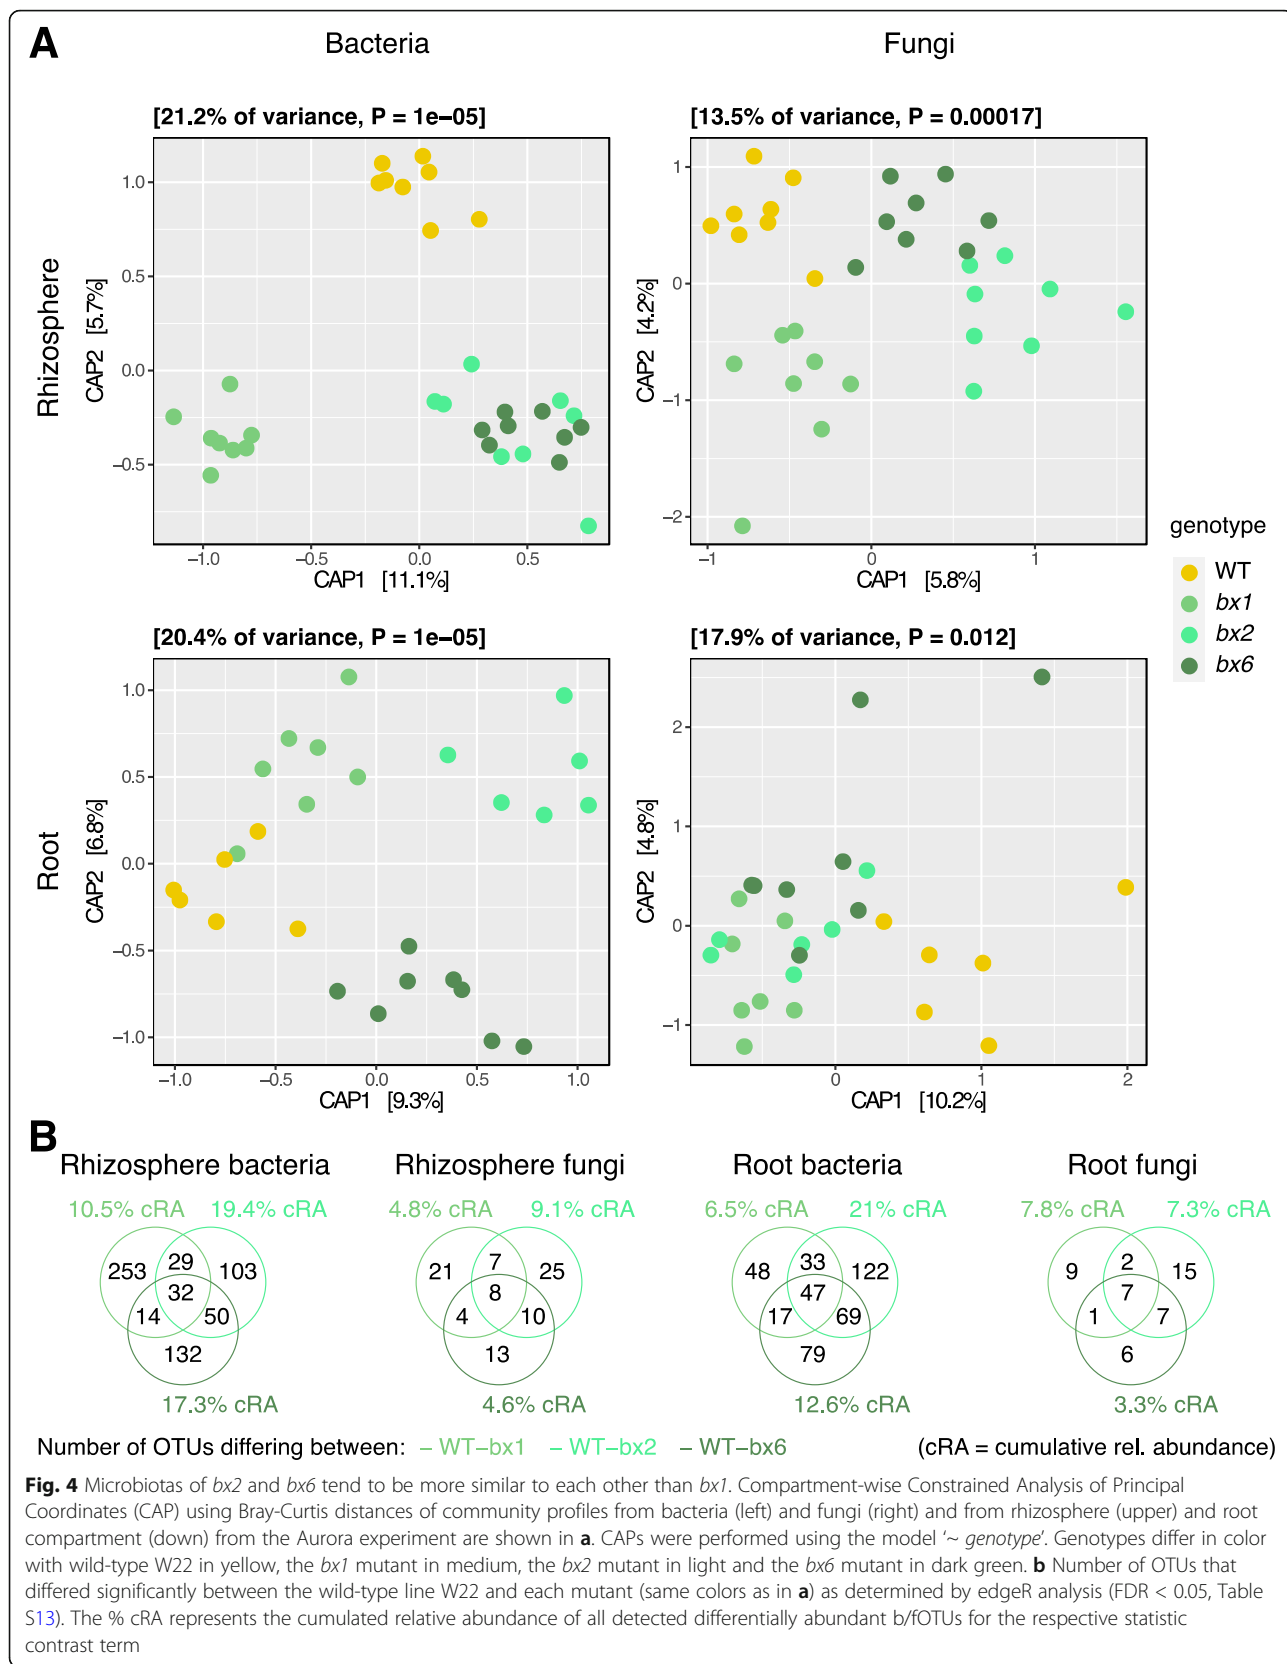 A
Bacteria
Fungi
[21.2% of variance, P = 1e−05]
[13.5% of variance, P = 0.00017]
Rhizosphere
CAP2 [5.7%]
1.0
0.5
0.0
−0.5
−1.0
−0.5
0.0
0.5
CAP1 [11.1%]
CAP2 [4.2%]
1
0
−1
−2
−1
0
1
CAP1 [5.8%]
genotype
WT
bx1
bx2
bx6
[20.4% of variance, P = 1e−05]
[17.9% of variance, P = 0.012]
Root
CAP2 [6.8%]
1.0
0.5
0.0
−0.5
−1.0
−1.0
−0.5
0.0
0.5
1.0
CAP1 [9.3%]
CAP2 [4.8%]
2
1
0
−1
0
1
2
CAP1 [10.2%]
B
Rhizosphere bacteria
10.5% cRA
19.4% cRA
253
29
103
32
14
50
132
17.3% cRA
Rhizosphere fungi
4.8% cRA
9.1% cRA
21
7
25
8
4
10
13
4.6% cRA
Root bacteria
6.5% cRA
21% cRA
48
33
122
47
17
69
79
12.6% cRA
Root fungi
7.8% cRA
7.3% cRA
9
2
15
7
1
7
6
3.3% cRA
Number of OTUs differing between: – WT–bx1 – WT–bx2 – WT–bx6 (cRA = cumulative rel. abundance)
Fig. 4 Microbiotas of bx2 and bx6 tend to be more similar to each other than bx1. Compartment-wise Constrained Analysis of Principal
Coordinates (CAP) using Bray-Curtis distances of community profiles from bacteria (left) and fungi (right) and from rhizosphere (upper) and root
compartment (down) from the Aurora experiment are shown in a. CAPs were performed using the model '~ genotype'. Genotypes differ in color
with wild-type W22 in yellow, the bx1 mutant in medium, the bx2 mutant in light and the bx6 mutant in dark green. b Number of OTUs that
differed significantly between the wild-type line W22 and each mutant (same colors as in a) as determined by edgeR analysis (FDR < 0.05, Table
S13). The % cRA represents the cumulated relative abundance of all detected differentially abundant b/fOTUs for the respective statistic
contrast term